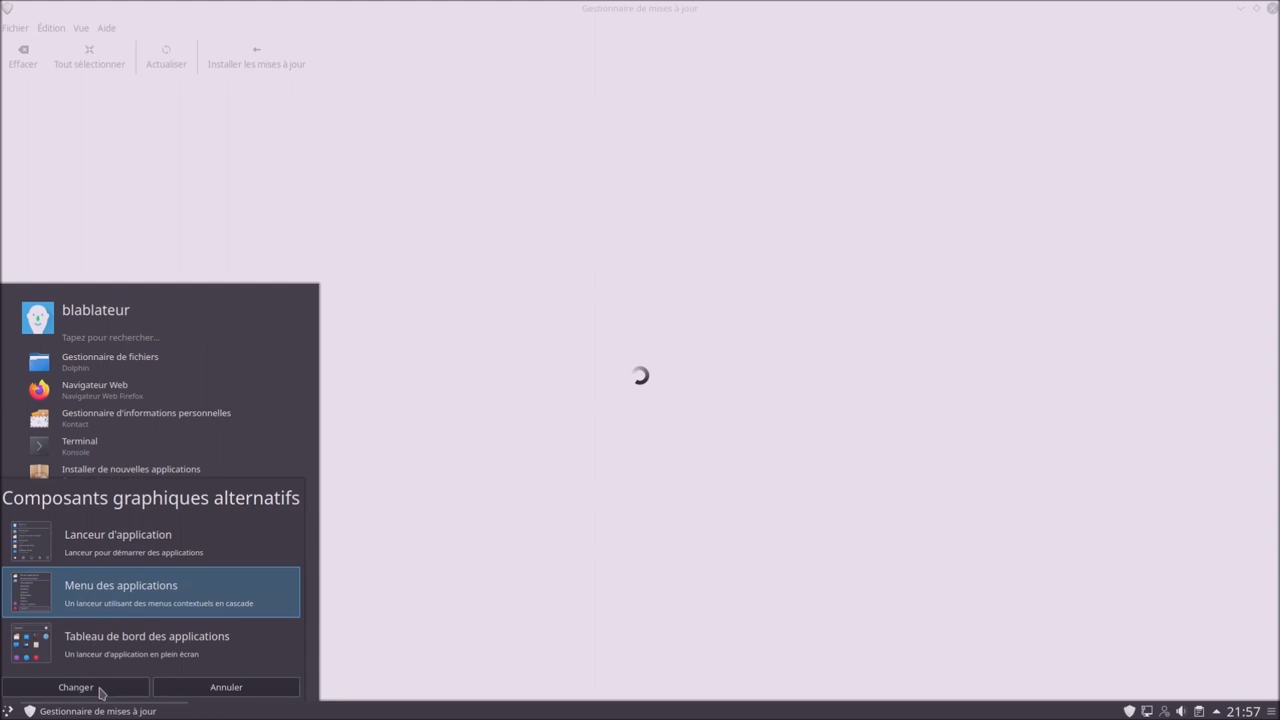 Gestionnaire de mises à jour
Fichier Édition Vue Aide
Effacer Tout sélectionner Actualiser Installer les mises à jour
blablateur
Tapez pour rechercher...
Gestionnaire de fichiers
Dolphin
Navigateur Web
Navigateur Web Firefox
Gestionnaire d'informations personnelles
Kontact
Terminal
Konsole
Installer de nouvelles applications
Composants graphiques alternatifs
Lanceur d'application
Lanceur pour démarrer des applications
Menu des applications
Un lanceur utilisant des menus contextuels en cascade
Tableau de bord des applications
Un lanceur d'application en plein écran
Changer Annuler
Gestionnaire de mises à jour 21:57